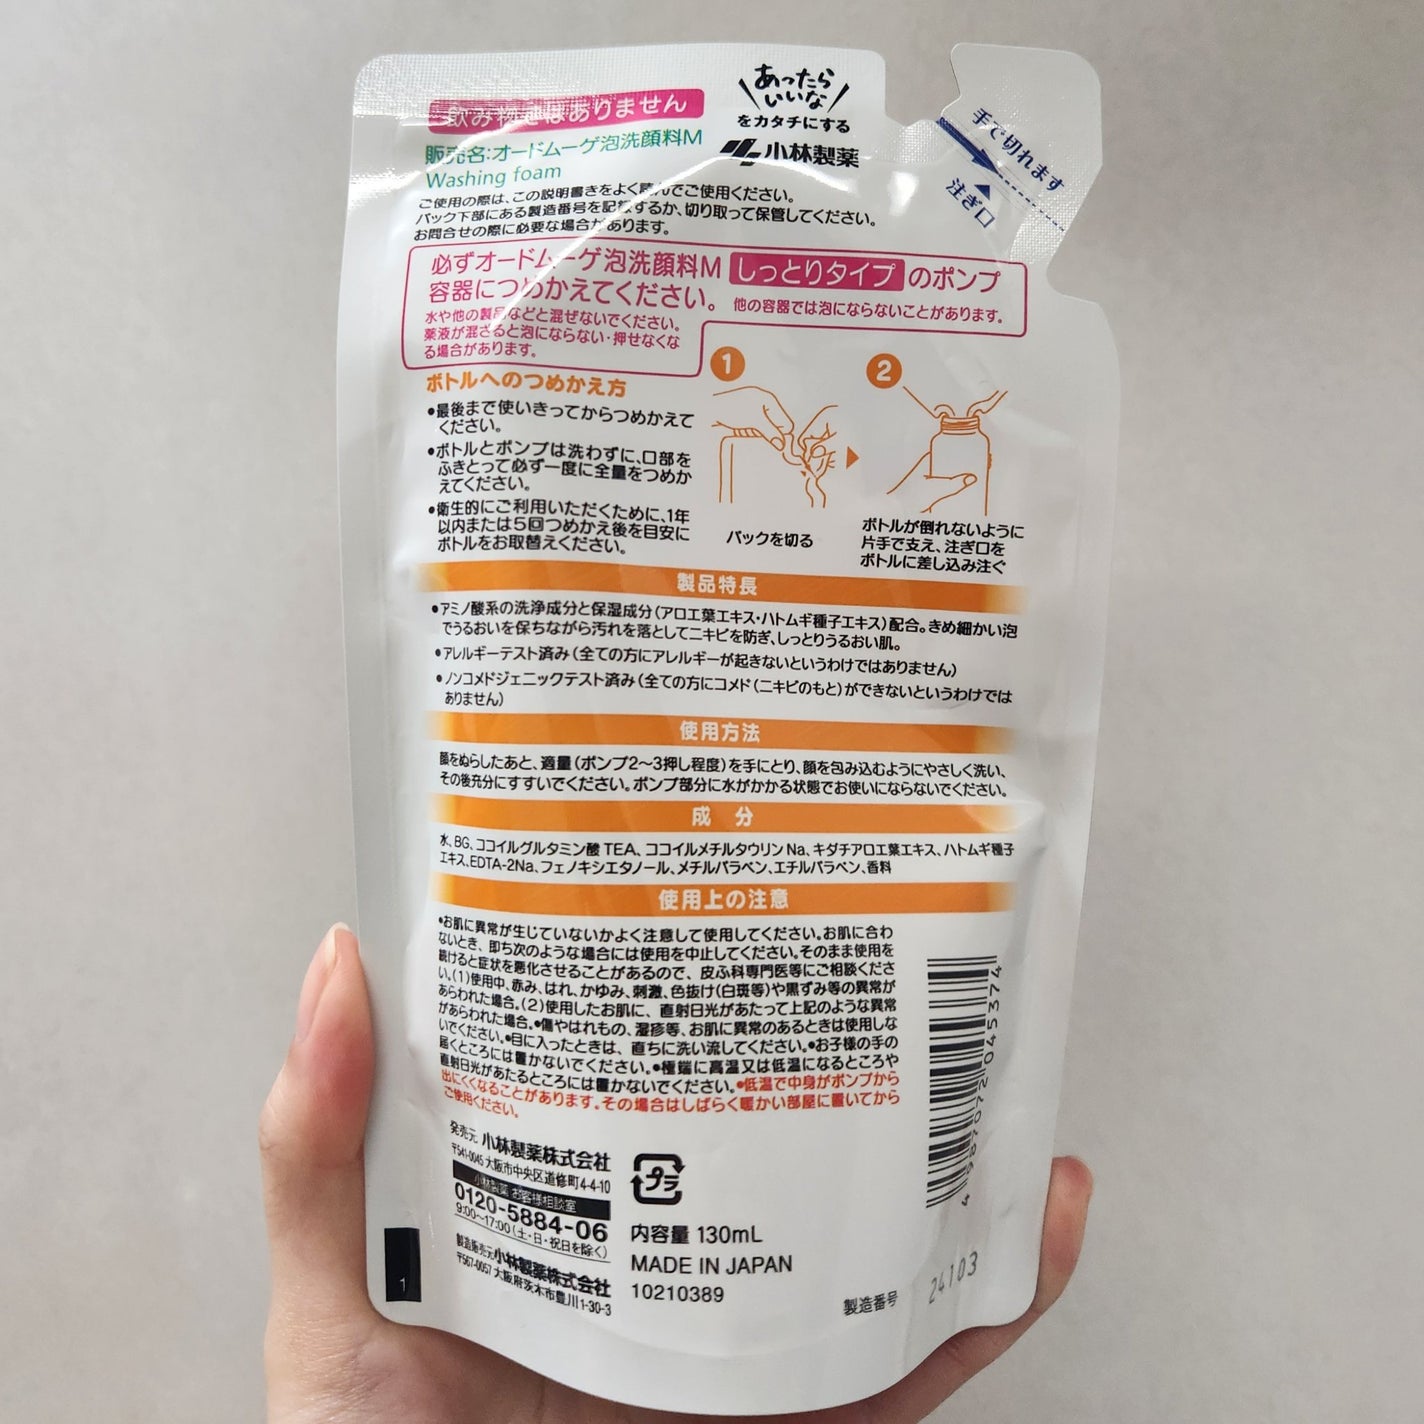 飲み物ではありません
あったら
いいな
をカタチにする
小林製薬
手で切れます
注ぎ口
販売名:オードムーゲ泡洗顔料M
Washing foam
ご使用の際は、この説明書きをよく読んでご使用ください。
パック下部にある製造番号を記録するか、切り取って保管してください。
お問合せの際に必要な場合があります。
必ずオードムーゲ泡洗顔料M しっとりタイプ のポンプ
容器につめかえてください。 他の容器では泡にならないことがあります。
水や他の製品などと混ぜないでください。
薬液が混ざると泡にならない・押せなくな
る場合があります。
ボトルへのつめかえ方
•最後まで使いきってからつめかえて
ください。
•ボトルとポンプは洗わずに、口部を
ふきとって必ず一度に全量をつめか
えてください。
•衛生的にご利用いただくために、1年
以内または5回つめかえ後を目安に
ボトルをお取替えください。
1
パックを切る
2
ボトルが倒れないように
片手で支え、注ぎ口を
ボトルに差し込み注ぐ
製品特長
•アミノ酸系の洗浄成分と保湿成分(アロエ葉エキス・ハトムギ種子エキス)配合。きめ細かい泡
でうるおいを保ちながら汚れを落としてニキビを防ぎ、しっとりうるおい肌。
•アレルギーテスト済み(全ての方にアレルギーが起きないというわけではありません)
•ノンコメドジェニックテスト済み(全ての方にコメド(ニキビのもと)ができないというわけでは
ありません)
使用方法
顔をぬらしたあと、適量(ポンプ2〜3押し程度)を手にとり、顔を包み込むようにやさしく洗い、
その後充分にすすいでください。ポンプ部分に水がかかる状態でお使いにならないでください。
成 分
水、BG、ココイルグルタミン酸TEA、ココイルメチルタウリンNa、キダチアロエ葉エキス、ハトムギ種子
エキス、EDTA-2Na、フェノキシエタノール、メチルパラベン、エチルパラベン、香料
使用上の注意
•お肌に異常が生じていないかよく注意して使用してください。お肌に合わ
ないとき、即ち次のような場合には使用を中止してください。そのまま使用を
続けると症状を悪化させることがあるので、皮ふ科専門医等にご相談くださ
い。(1)使用中、赤み、はれ、かゆみ、刺激、色抜け(白斑等)や黒ずみ等の異常が
あらわれた場合。(2)使用したお肌に、直射日光があたって上記のような異常
があらわれた場合。•傷やはれもの、湿疹等、お肌に異常のあるときは使用しな
いでください。•目に入ったときは、直ちに洗い流してください。•お子様の手の
届くところには置かないでください。•極端に高温又は低温になるところや
直射日光があたるところには置かないでください。•低温で中身がポンプから
出にくくなることがあります。その場合はしばらく暖かい部屋に置いてから
ご使用ください。
発売元 小林製薬株式会社
〒541-0045 大阪市中央区道修町4-4-10
小林製薬 お客様相談室
0120-5884-06
9:00〜17:00(土・日・祝日を除く)
製造販売元 小林製薬株式会社
〒567-0057 大阪府茨木市豊川1-30-3
プラ
内容量 130mL
MADE IN JAPAN
10210389
4 987072 045374
製造番号 24103
1